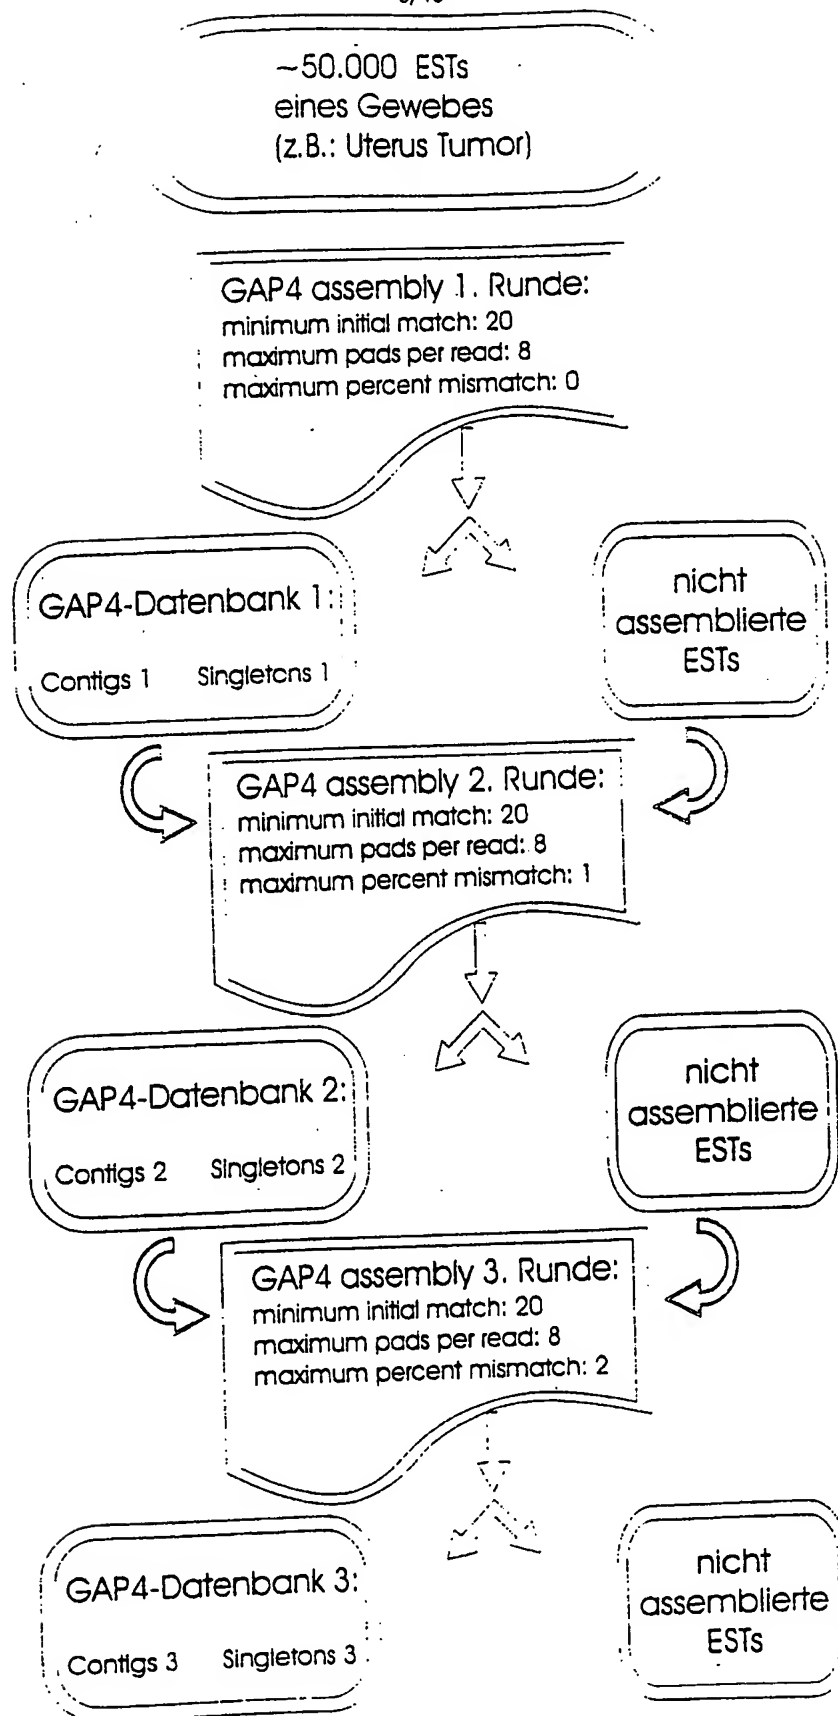 ~50.000 ESTs
eines Gewebes
(z.B.: Uterus Tumor)
GAP4 assembly 1. Runde:
minimum initial match: 20
maximum pads per read: 8
maximum percent mismatch: 0
GAP4-Datenbank 1:
Contigs 1 Singletons 1
nicht
assemblierte
ESTs
GAP4 assembly 2. Runde:
minimum initial match: 20
maximum pads per read: 8
maximum percent mismatch: 1
GAP4-Datenbank 2:
Contigs 2 Singletons 2
nicht
assemblierte
ESTs
GAP4 assembly 3. Runde:
minimum initial match: 20
maximum pads per read: 8
maximum percent mismatch: 2
GAP4-Datenbank 3:
Contigs 3 Singletons 3
nicht
assemblierte
ESTs